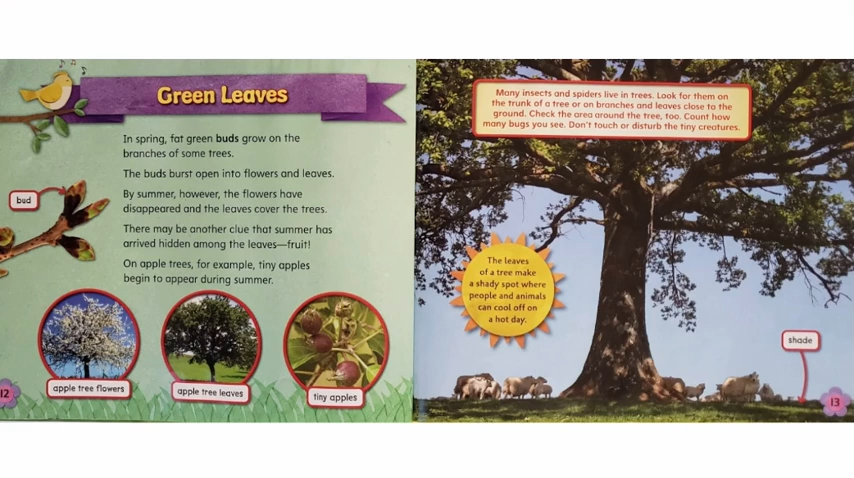 Green Leaves
In spring, fat green buds grow on the
branches of some trees.
The buds burst open into flowers and leaves.
By summer, however, the flowers have
disappeared and the leaves cover the trees.
There may be another clue that summer has
arrived hidden among the leaves—fruit!
On apple trees, for example, tiny apples
begin to appear during summer.
bud
apple tree flowers
apple tree leaves
tiny apples
12
Many insects and spiders live in trees. Look for them on
the trunk of a tree or on branches and leaves close to the
ground. Check the area around the tree, too. Count how
many bugs you see. Don't touch or disturb the tiny creatures.
The leaves
of a tree make
a shady spot where
people and animals
can cool off on
a hot day.
shade
13